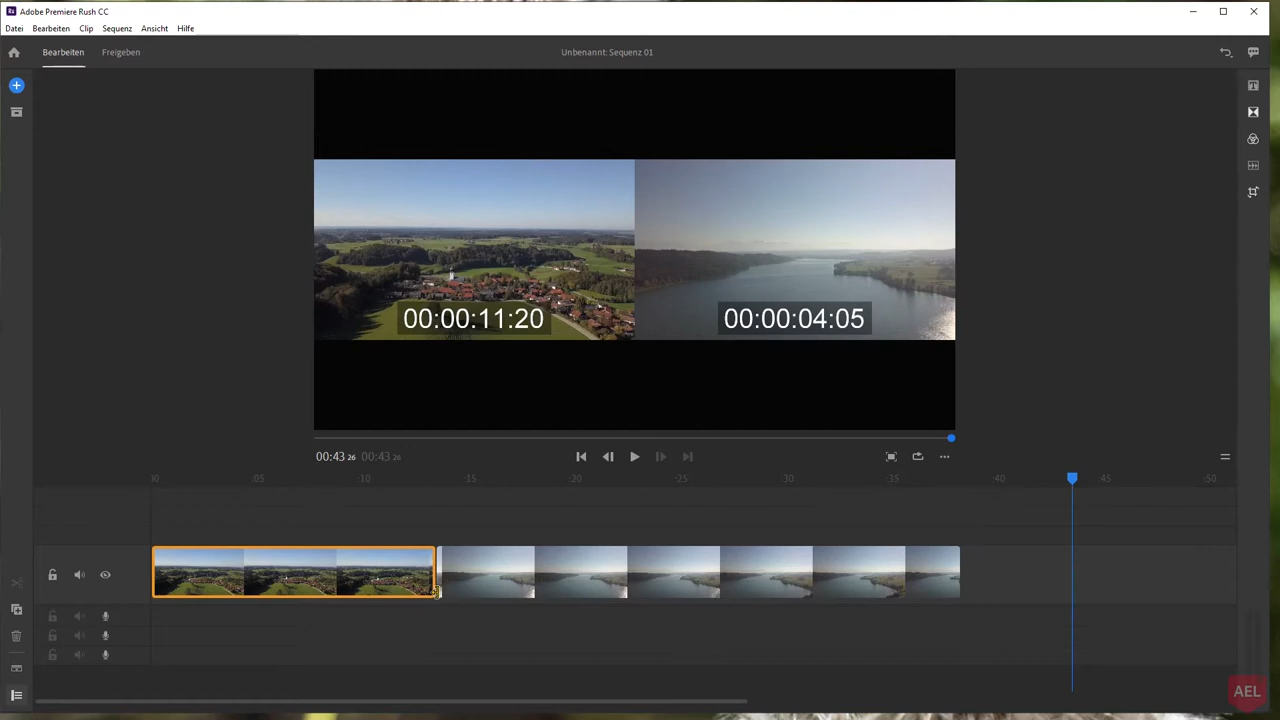 Ru Adobe Premiere Rush CC
Datei Bearbeiten Clip Sequenz Ansicht Hilfe
Bearbeiten Freigeben Unbenannt: Sequenz 01
00:00:11:20 00:00:04:05
00:43 26 00:43 26
:00 :05 :10 :15 :20 :25 :30 :35 :40 :45 :50
AEL